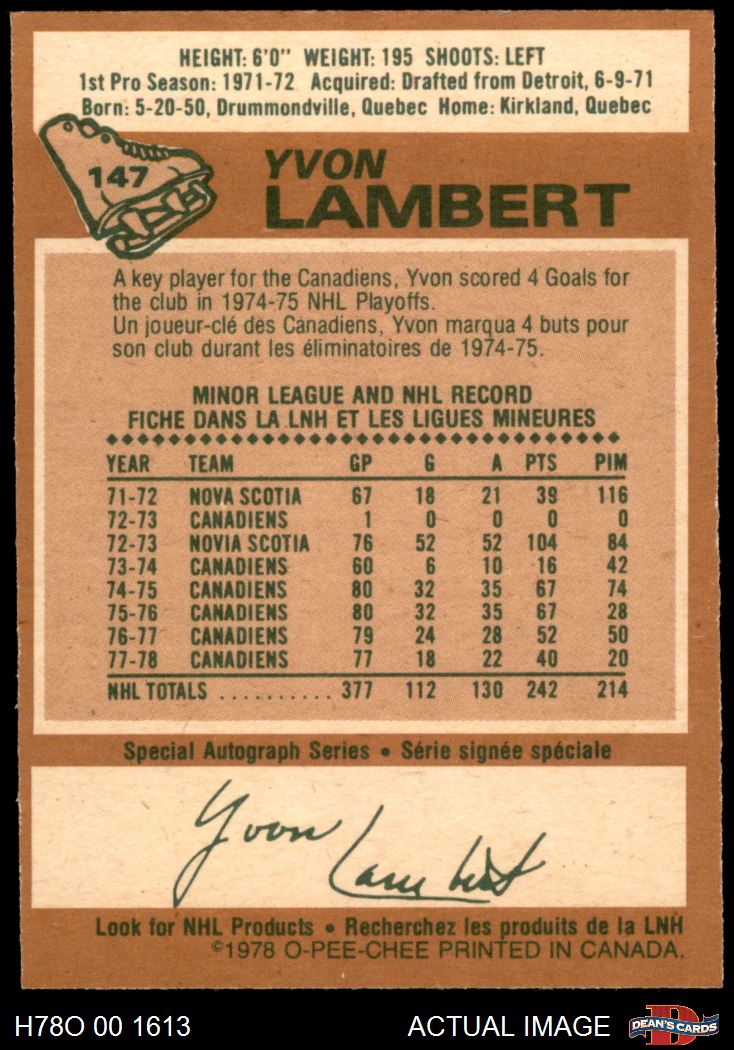 HEIGHT: 6'0" WEIGHT: 195 SHOOTS: LEFT
1st Pro Season: 1971-72 Acquired: Drafted from Detroit, 6-9-71
Born: 5-20-50, Drummondville, Quebec Home: Kirkland, Quebec
147
YVON
LAMBERT
A key player for the Canadiens, Yvon scored 4 Goals for
the club in 1974-75 NHL Playoffs.
Un joueur-clé des Canadiens, Yvon marqua 4 buts pour
son club durant les éliminatoires de 1974-75.
MINOR LEAGUE AND NHL RECORD
FICHE DANS LA LNH ET LES LIGUES MINEURES
YEAR TEAM GP G A PTS PIM
71-72 NOVA SCOTIA 67 18 21 39 116
72-73 CANADIENS 1 0 0 0 0
72-73 NOVIA SCOTIA 76 52 52 104 84
73-74 CANADIENS 60 6 10 16 42
74-75 CANADIENS 80 32 35 67 74
75-76 CANADIENS 80 32 35 67 28
76-77 CANADIENS 79 24 28 52 50
77-78 CANADIENS 77 18 22 40 20
NHL TOTALS .......... 377 112 130 242 214
Special Autograph Series • Série signée spéciale
Yvon Lambert
Look for NHL Products • Recherchez les produits de la LNH
©1978 O-PEE-CHEE PRINTED IN CANADA.
H78O 00 1613 ACTUAL IMAGE D DEAN'S CARDS